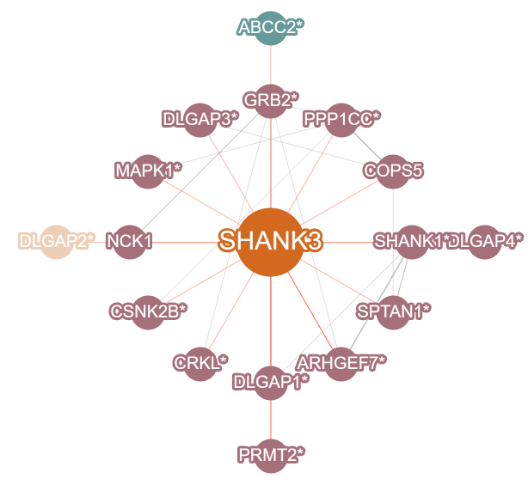 ABCC2*
GRB2*
DLGAP3*
PPP1CC*
MAPK1*
COPS5
DLGAP2*
NCK1
SHANK3
SHANK1*
DLGAP4*
CSNK2B*
SPTAN1*
CRKL*
ARHGEF7*
DLGAP1*
PRMT2*